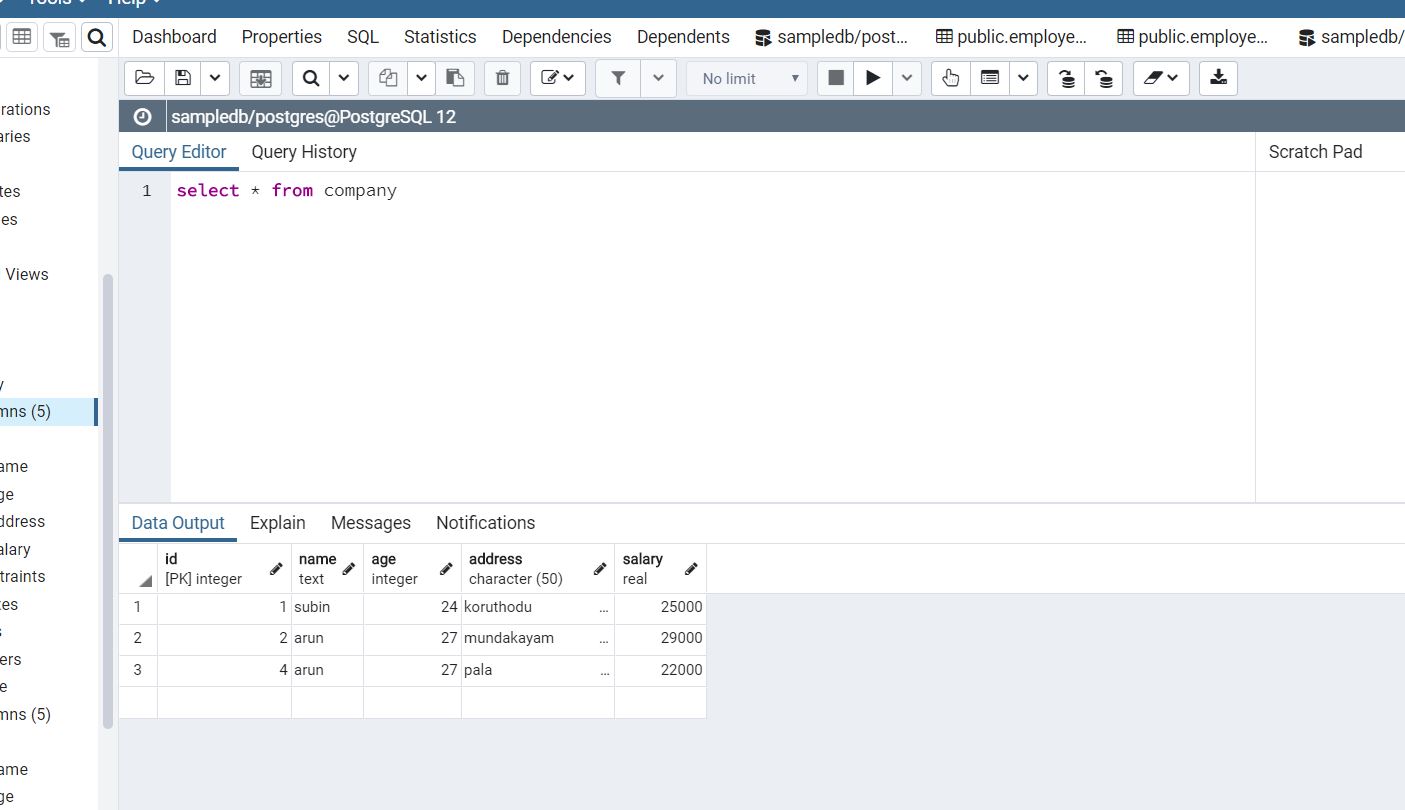 Tools Help
Dashboard Properties SQL Statistics Dependencies Dependents sampledb/post... public.employe... public.employe... sampledb/
No limit
sampledb/postgres@PostgreSQL 12
Query Editor Query History Scratch Pad
1 select * from company
rations
aries
tes
es
Views
y
mns (5)
ame
ge
ddress
alary
traints
tes
s
ers
e
mns (5)
ame
ge
Data Output Explain Messages Notifications
id name age address salary
[PK] integer text integer character (50) real
1 1 subin 24 koruthodu ... 25000
2 2 arun 27 mundakayam ... 29000
3 4 arun 27 pala ... 22000